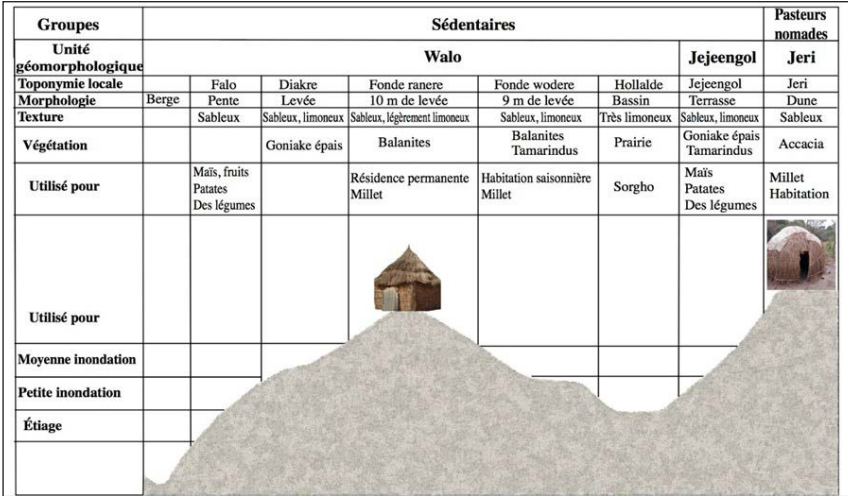 Groupes Sédentaires Pasteurs nomades
Unité géomorphologique Walo Jejeengol Jeri
Toponymie locale Falo Diakre Fonde ranere Fonde wodere Hollalde Jejeengol Jeri
Morphologie Berge Pente Levée 10 m de levée 9 m de levée Bassin Terrasse Dune
Texture Sableux Sableux, limoneux Sableux, légèrement limoneux Sableux, limoneux Très limoneux Sableux, limoneux Sableux
Végétation Goniake épais Balanites Balanites Tamarindus Prairie Goniake épais Tamarindus Accacia
Utilisé pour Maïs, fruits Patates Des légumes Résidence permanente Millet Habitation saisonnière Millet Sorgho Maïs Patates Des légumes Millet Habitation
Utilisé pour
Moyenne inondation
Petite inondation
Étiage